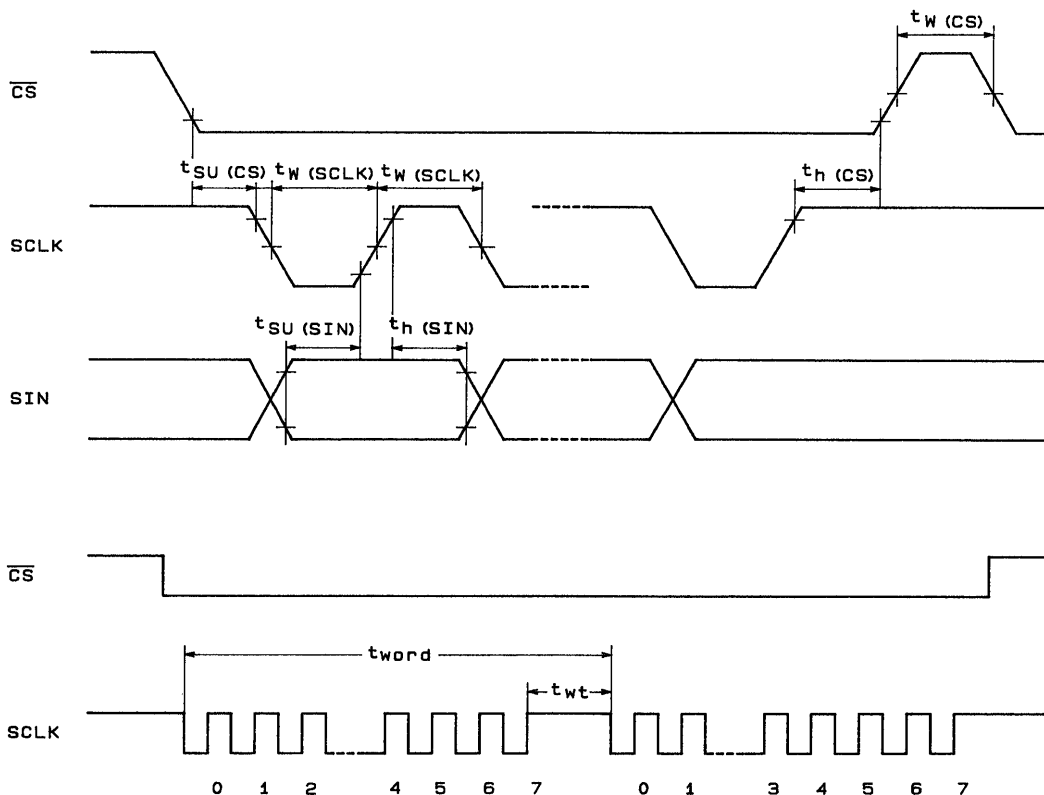 tW (CS)
CS
tSU (CS) tW (SCLK) tW (SCLK)
th (CS)
SCLK
tSU (SIN) th (SIN)
SIN
CS
tword
twt
SCLK
0 1 2 4 5 6 7 0 1 3 4 5 6 7